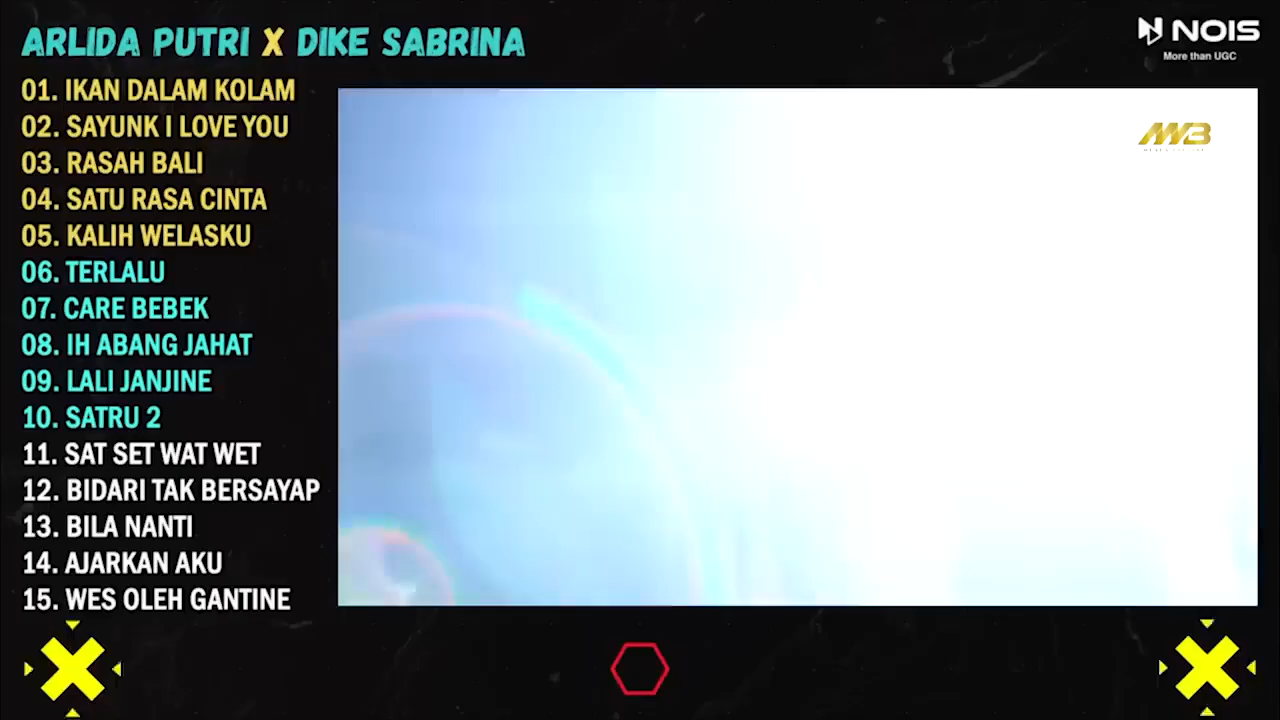 ARLIDA PUTRI X DIKE SABRINA
NOIS
More than UGC
01. IKAN DALAM KOLAM
02. SAYUNK I LOVE YOU
03. RASAH BALI
04. SATU RASA CINTA
05. KALIH WELASKU
06. TERLALU
07. CARE BEBEK
08. IH ABANG JAHAT
09. LALI JANJINE
10. SATRU 2
11. SAT SET WAT WET
12. BIDARI TAK BERSAYAP
13. BILA NANTI
14. AJARKAN AKU
15. WES OLEH GANTINE